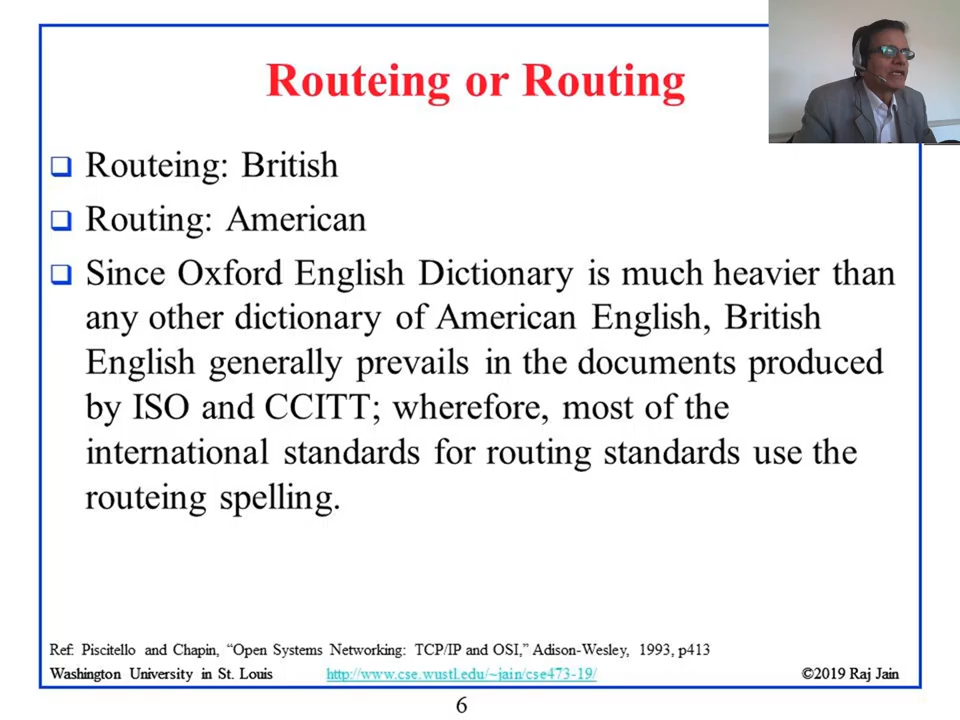 Routeing or Routing
Routeing: British
Routing: American
Since Oxford English Dictionary is much heavier than
any other dictionary of American English, British
English generally prevails in the documents produced
by ISO and CCITT; wherefore, most of the
international standards for routing standards use the
routeing spelling.
Ref: Piscitello and Chapin, “Open Systems Networking: TCP/IP and OSI,” Adison-Wesley, 1993, p413
Washington University in St. Louis http://www.cse.wustl.edu/~jain/cse473-19/ ©2019 Raj Jain
6